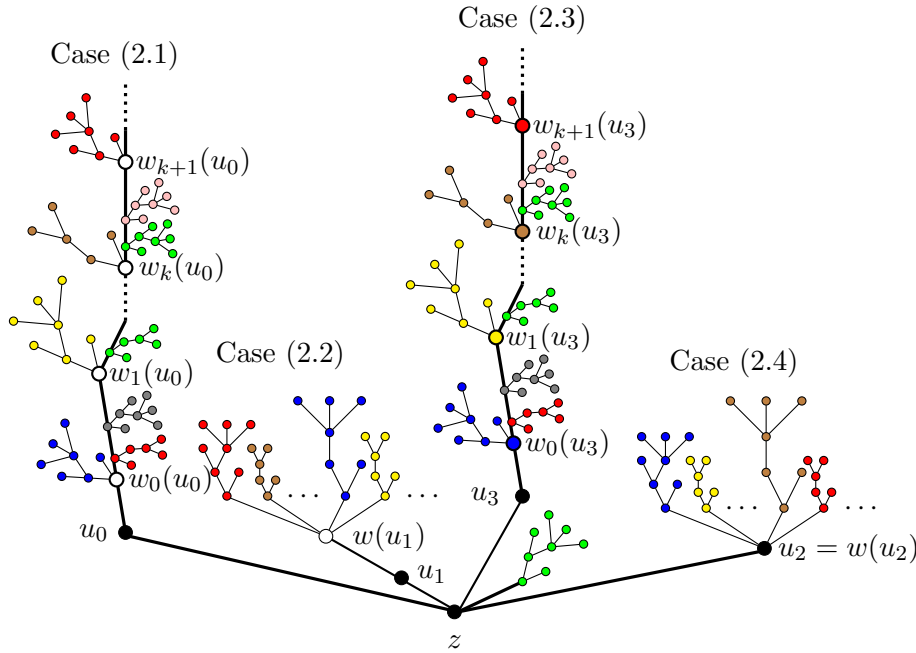 Case (2.3)
Case (2.1)
w_{k+1}(u_3)
w_{k+1}(u_0)
w_k(u_3)
w_k(u_0)
w_1(u_3)
Case (2.2)
Case (2.4)
w_1(u_0)
w_0(u_3)
w_0(u_0)
u_3
· · ·
· · ·
· · ·
· · ·
u_0
w(u_1)
u_2 = w(u_2)
u_1
z